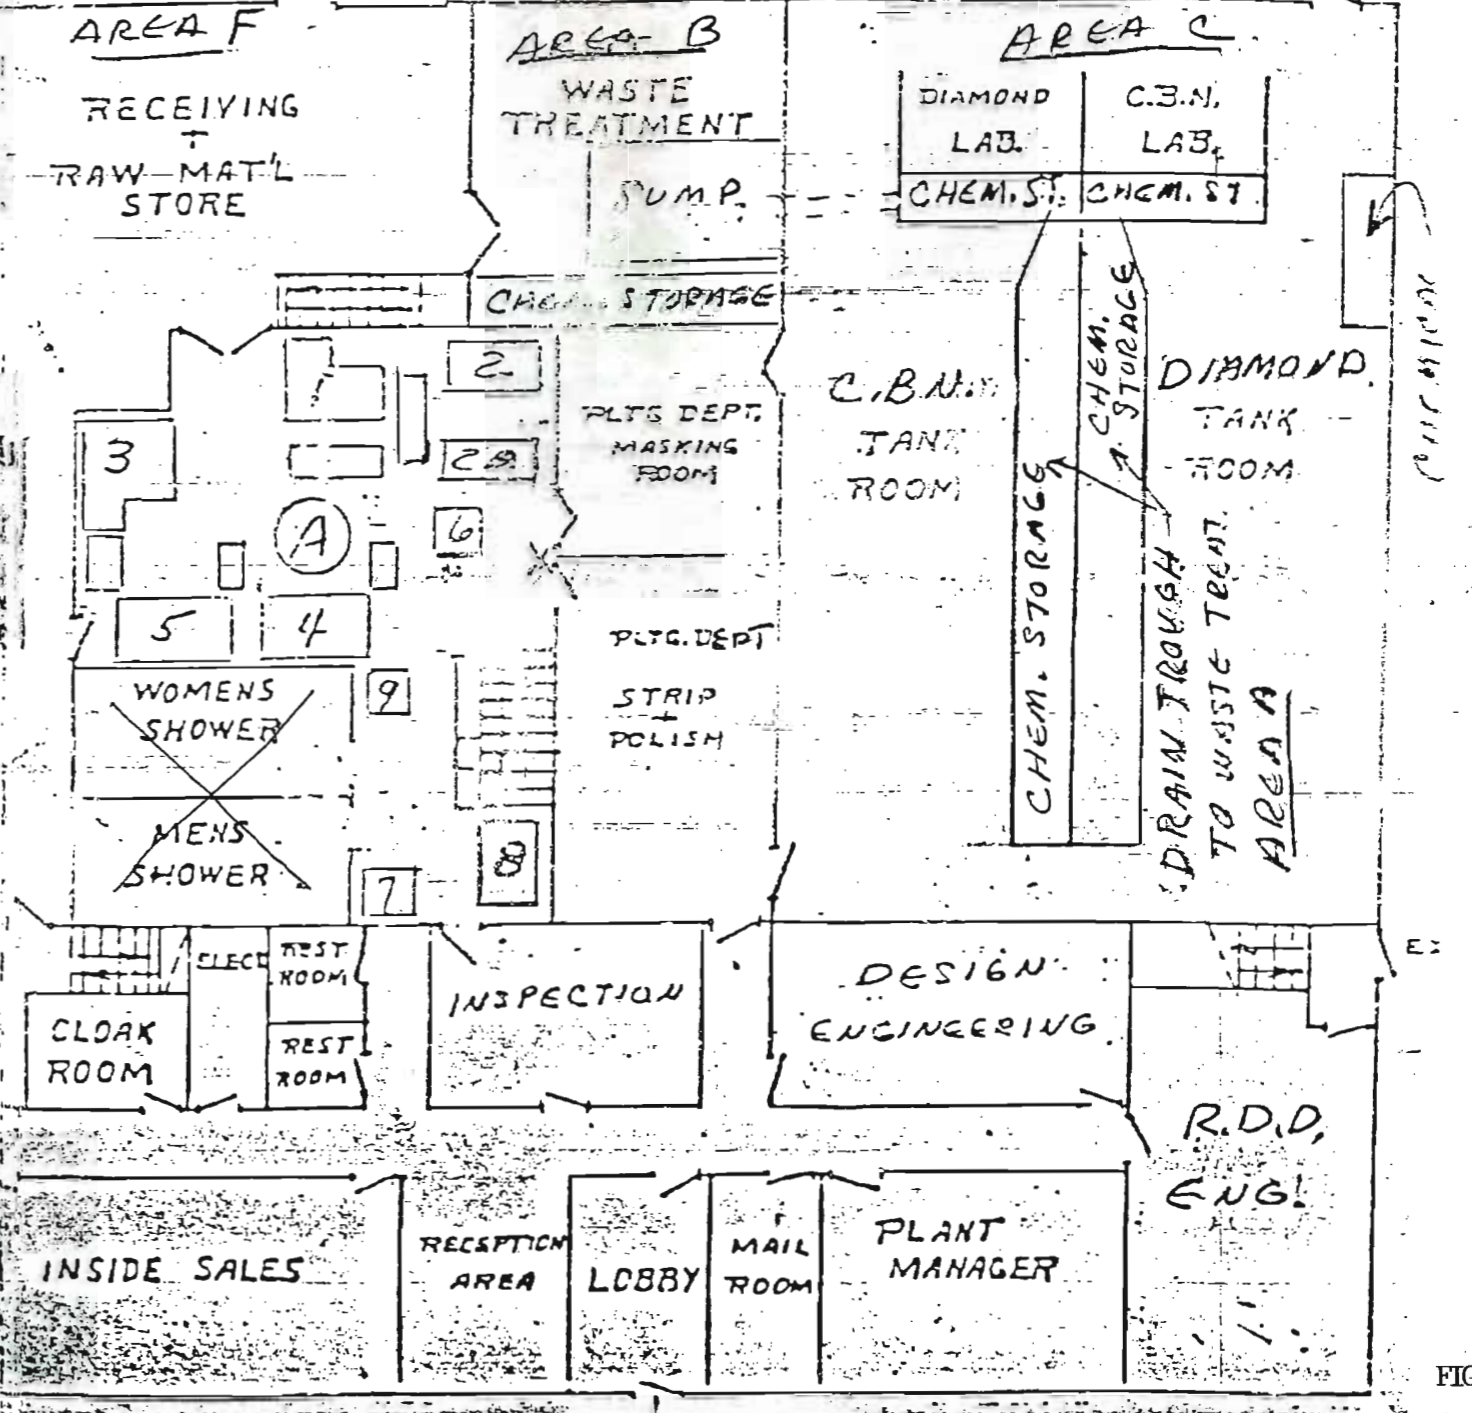 AREA F
RECEIVING
+
RAW MAT'L
STORE
AREA B
WASTE
TREATMENT
SUMP
CHEM. STORAGE
AREA C
DIAMOND
LAB.
C.B.N.
LAB.
CHEM. ST.
CHEM. ST
1
2
3
2A
A
6
5
4
9
7
8
PLTG DEPT.
MASKING
ROOM
C.B.N.
TANK
ROOM
CHEM. STORAGE
CHEM.
STORAGE
DIAMOND
TANK
ROOM
DRAIN TROUGH
TO WASTE TREAT.
AREA A
PLTG. DEPT
STRIP
+
POLISH
WOMENS
SHOWER
MENS
SHOWER
ELECT
REST
ROOM
REST
ROOM
CLOAK
ROOM
INSPECTION
DESIGN
ENGINEERING
R.D.D.
ENG.
INSIDE SALES
RECEPTION
AREA
LOBBY
MAIL
ROOM
PLANT
MANAGER
FIG